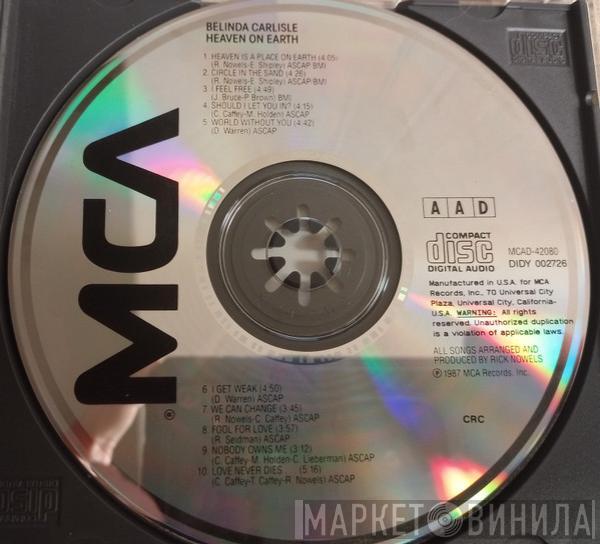 BELINDA CARLISLE
HEAVEN ON EARTH
1. HEAVEN IS A PLACE ON EARTH (4:05)
(R. Nowels-E. Shipley) ASCAP BMI
2. CIRCLE IN THE SAND (4:26)
(R. Nowels-E. Shipley) ASCAP/BMI
3 I FEEL FREE (4:49)
(J. Bruce-P. Brown) BMI
4 SHOULD I LET YOU IN? (4:15)
(C. Caffey-M. Holden) ASCAP
5 WORLD WITHOUT YOU (4:42)
(D. Warren) ASCAP
MCA
®
AAD
COMPACT
disc
DIGITAL AUDIO
MCAD-42080
DIDY 002726
Manufactured in U.S.A. for MCA
Records, Inc., 70 Universal City
Plaza, Universal City, California-
U.S.A. WARNING: All rights
reserved. Unauthorized duplication
is a violation of applicable laws.
ALL SONGS ARRANGED AND
PRODUCED BY RICK NOWELS
℗ 1987 MCA Records, Inc.
CRC
6 I GET WEAK (4:50)
(D. Warren) ASCAP
7 WE CAN CHANGE (3:45)
(R. Nowels-C. Caffey) ASCAP
8 FOOL FOR LOVE (3:57)
(R. Seidman) ASCAP
9 NOBODY OWNS ME (3:12)
(C. Caffey-M. Holden-C. Lieberman) ASCAP
10 LOVE NEVER DIES... (5:16)
(C. Caffey-T. Caffey-R. Nowels) ASCAP
disc
МАРКЕТ ВИНИЛА